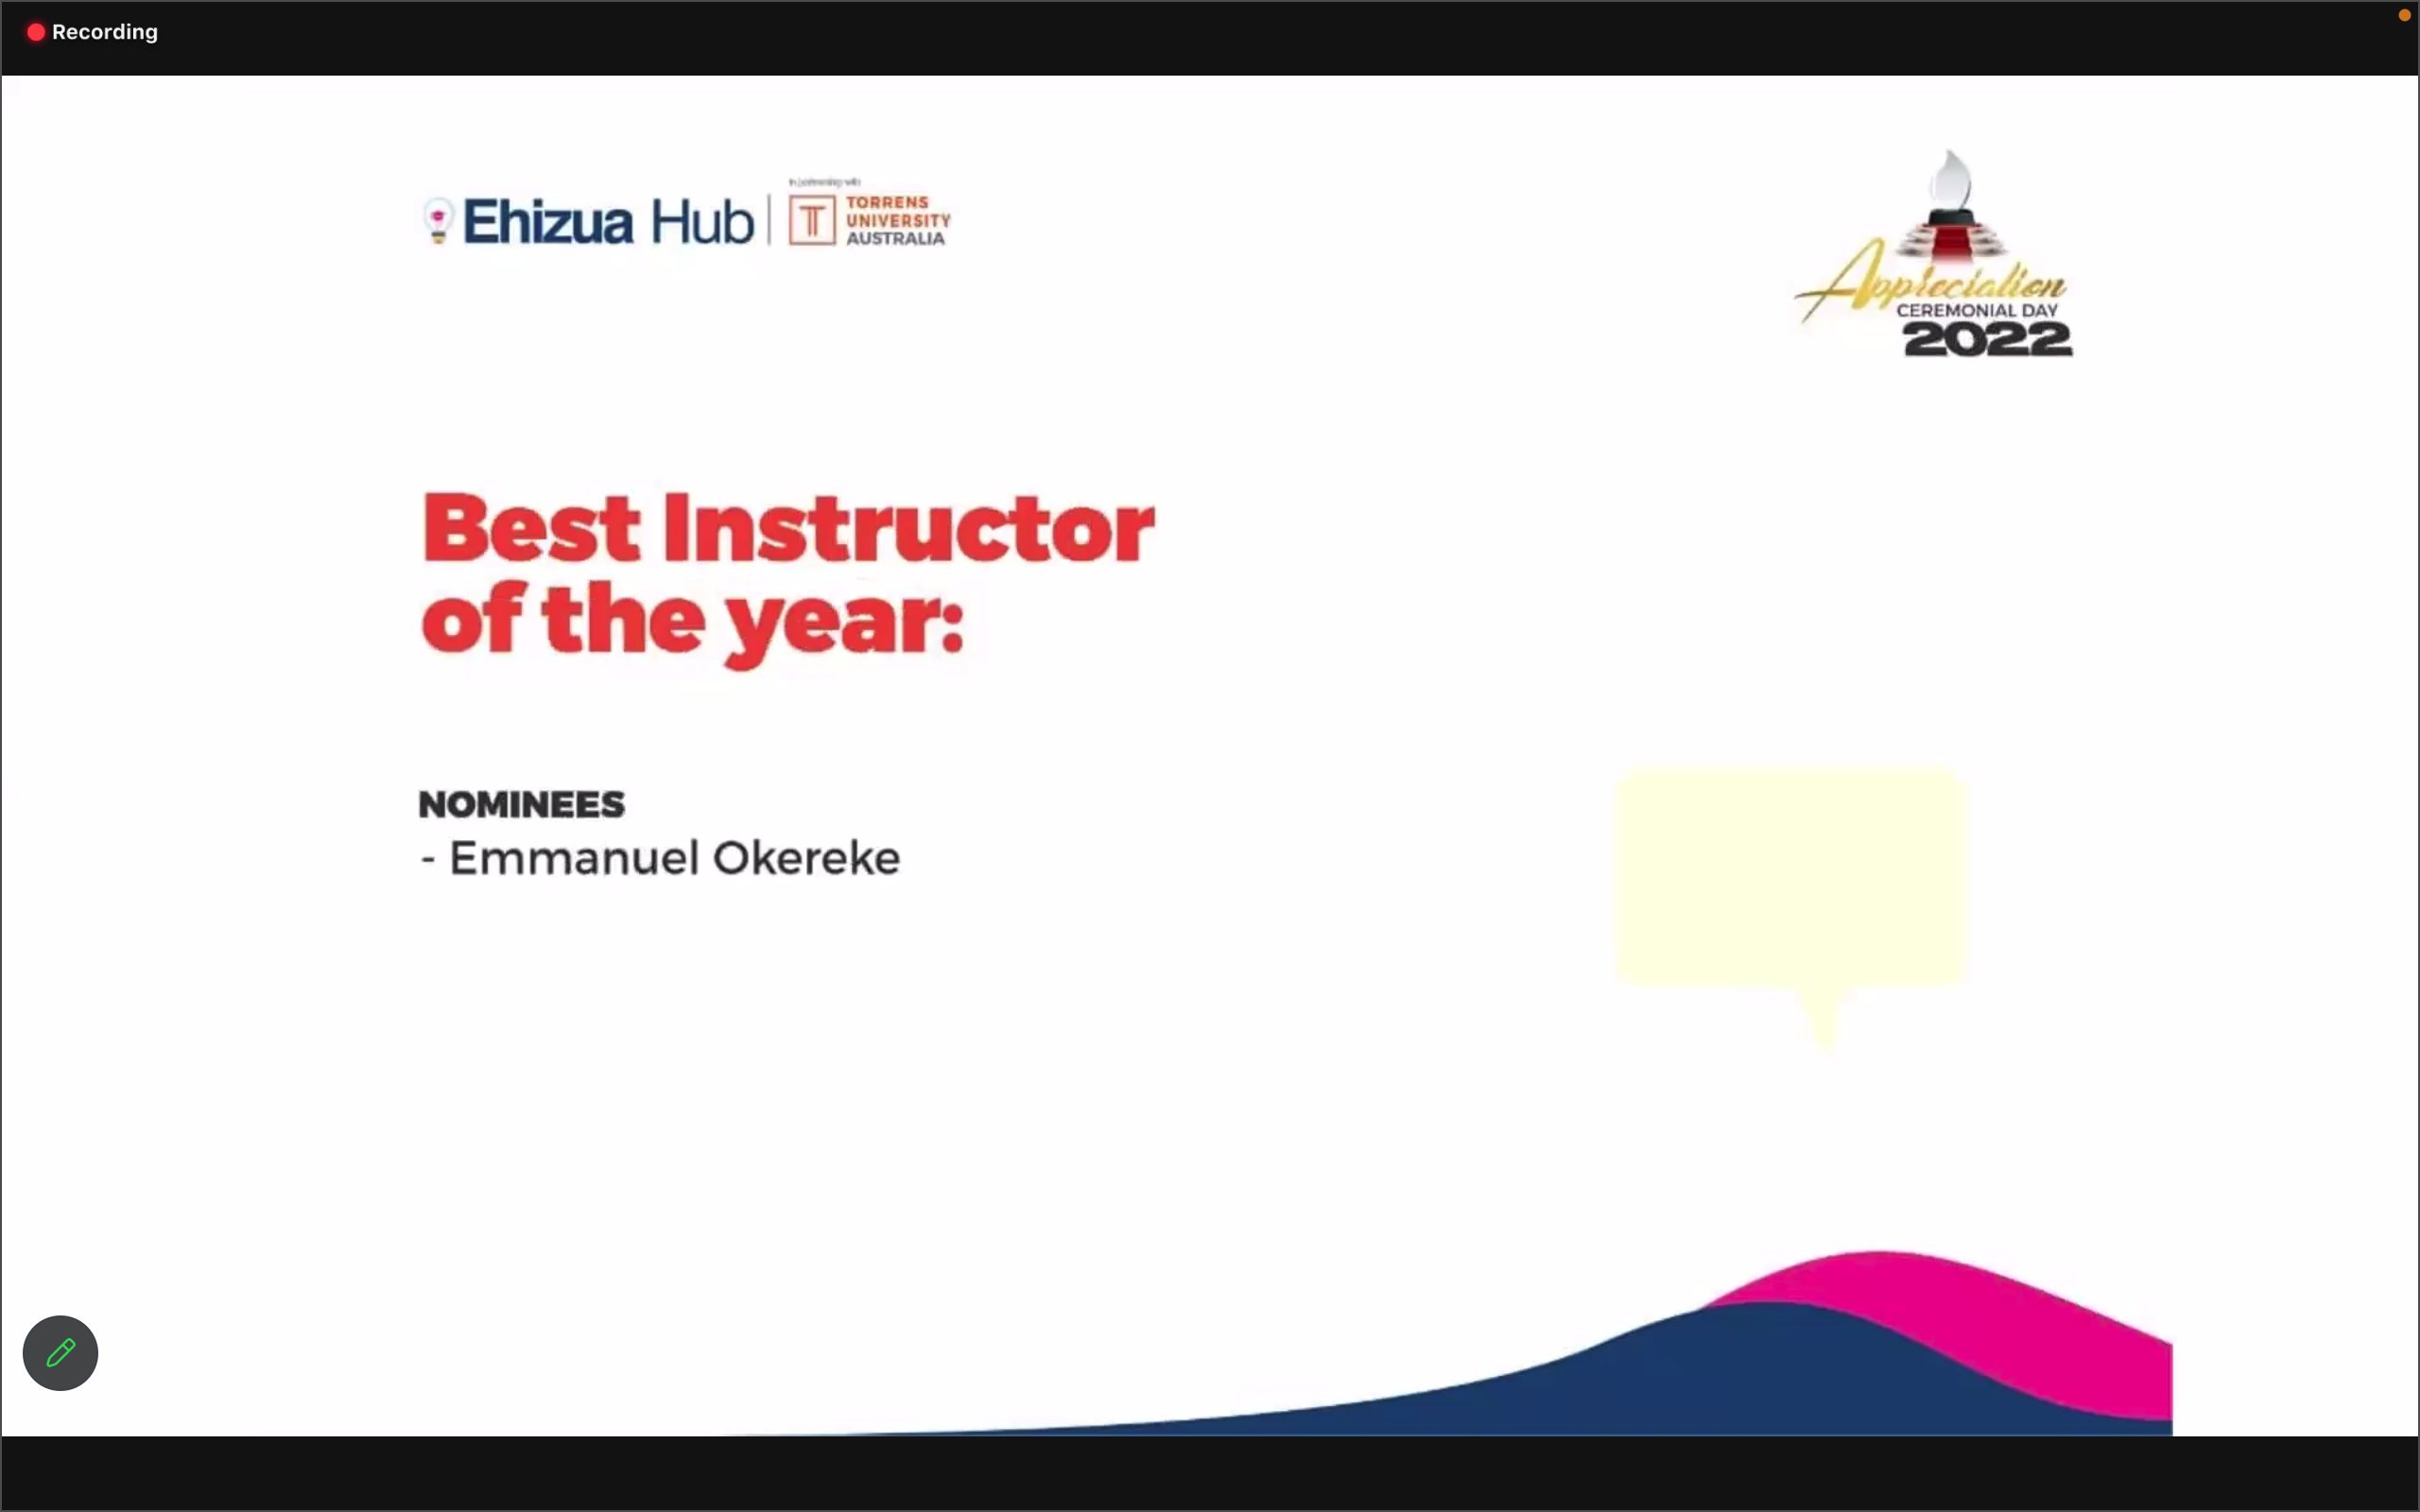 Recording
In partnership with
Ehizua Hub
TORRENS
UNIVERSITY
AUSTRALIA
Appreciation
CEREMONIAL DAY
2022
Best Instructor
of the year:
NOMINEES
- Emmanuel Okereke